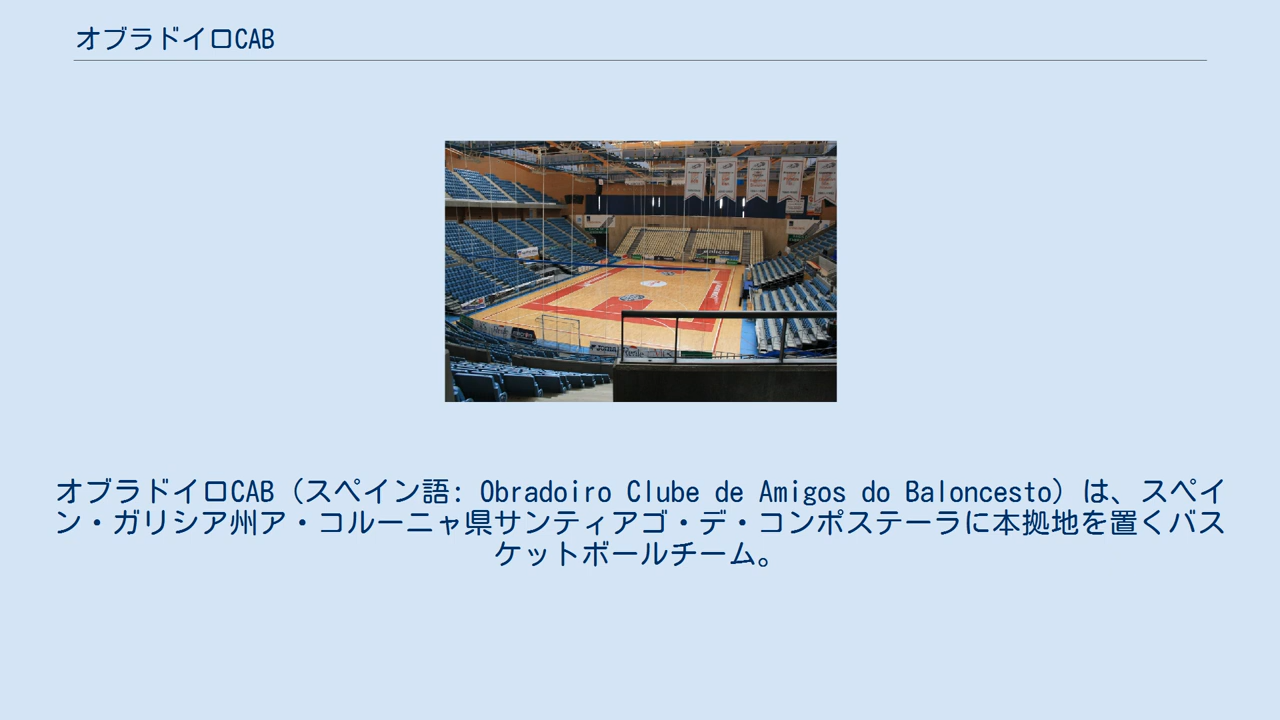 オブラドイロCAB
オブラドイロCAB（スペイン語: Obradoiro Clube de Amigos do Baloncesto）は、スペイ
ン・ガリシア州ア・コルーニャ県サンティアゴ・デ・コンポステーラに本拠地を置くバス
ケットボールチーム。